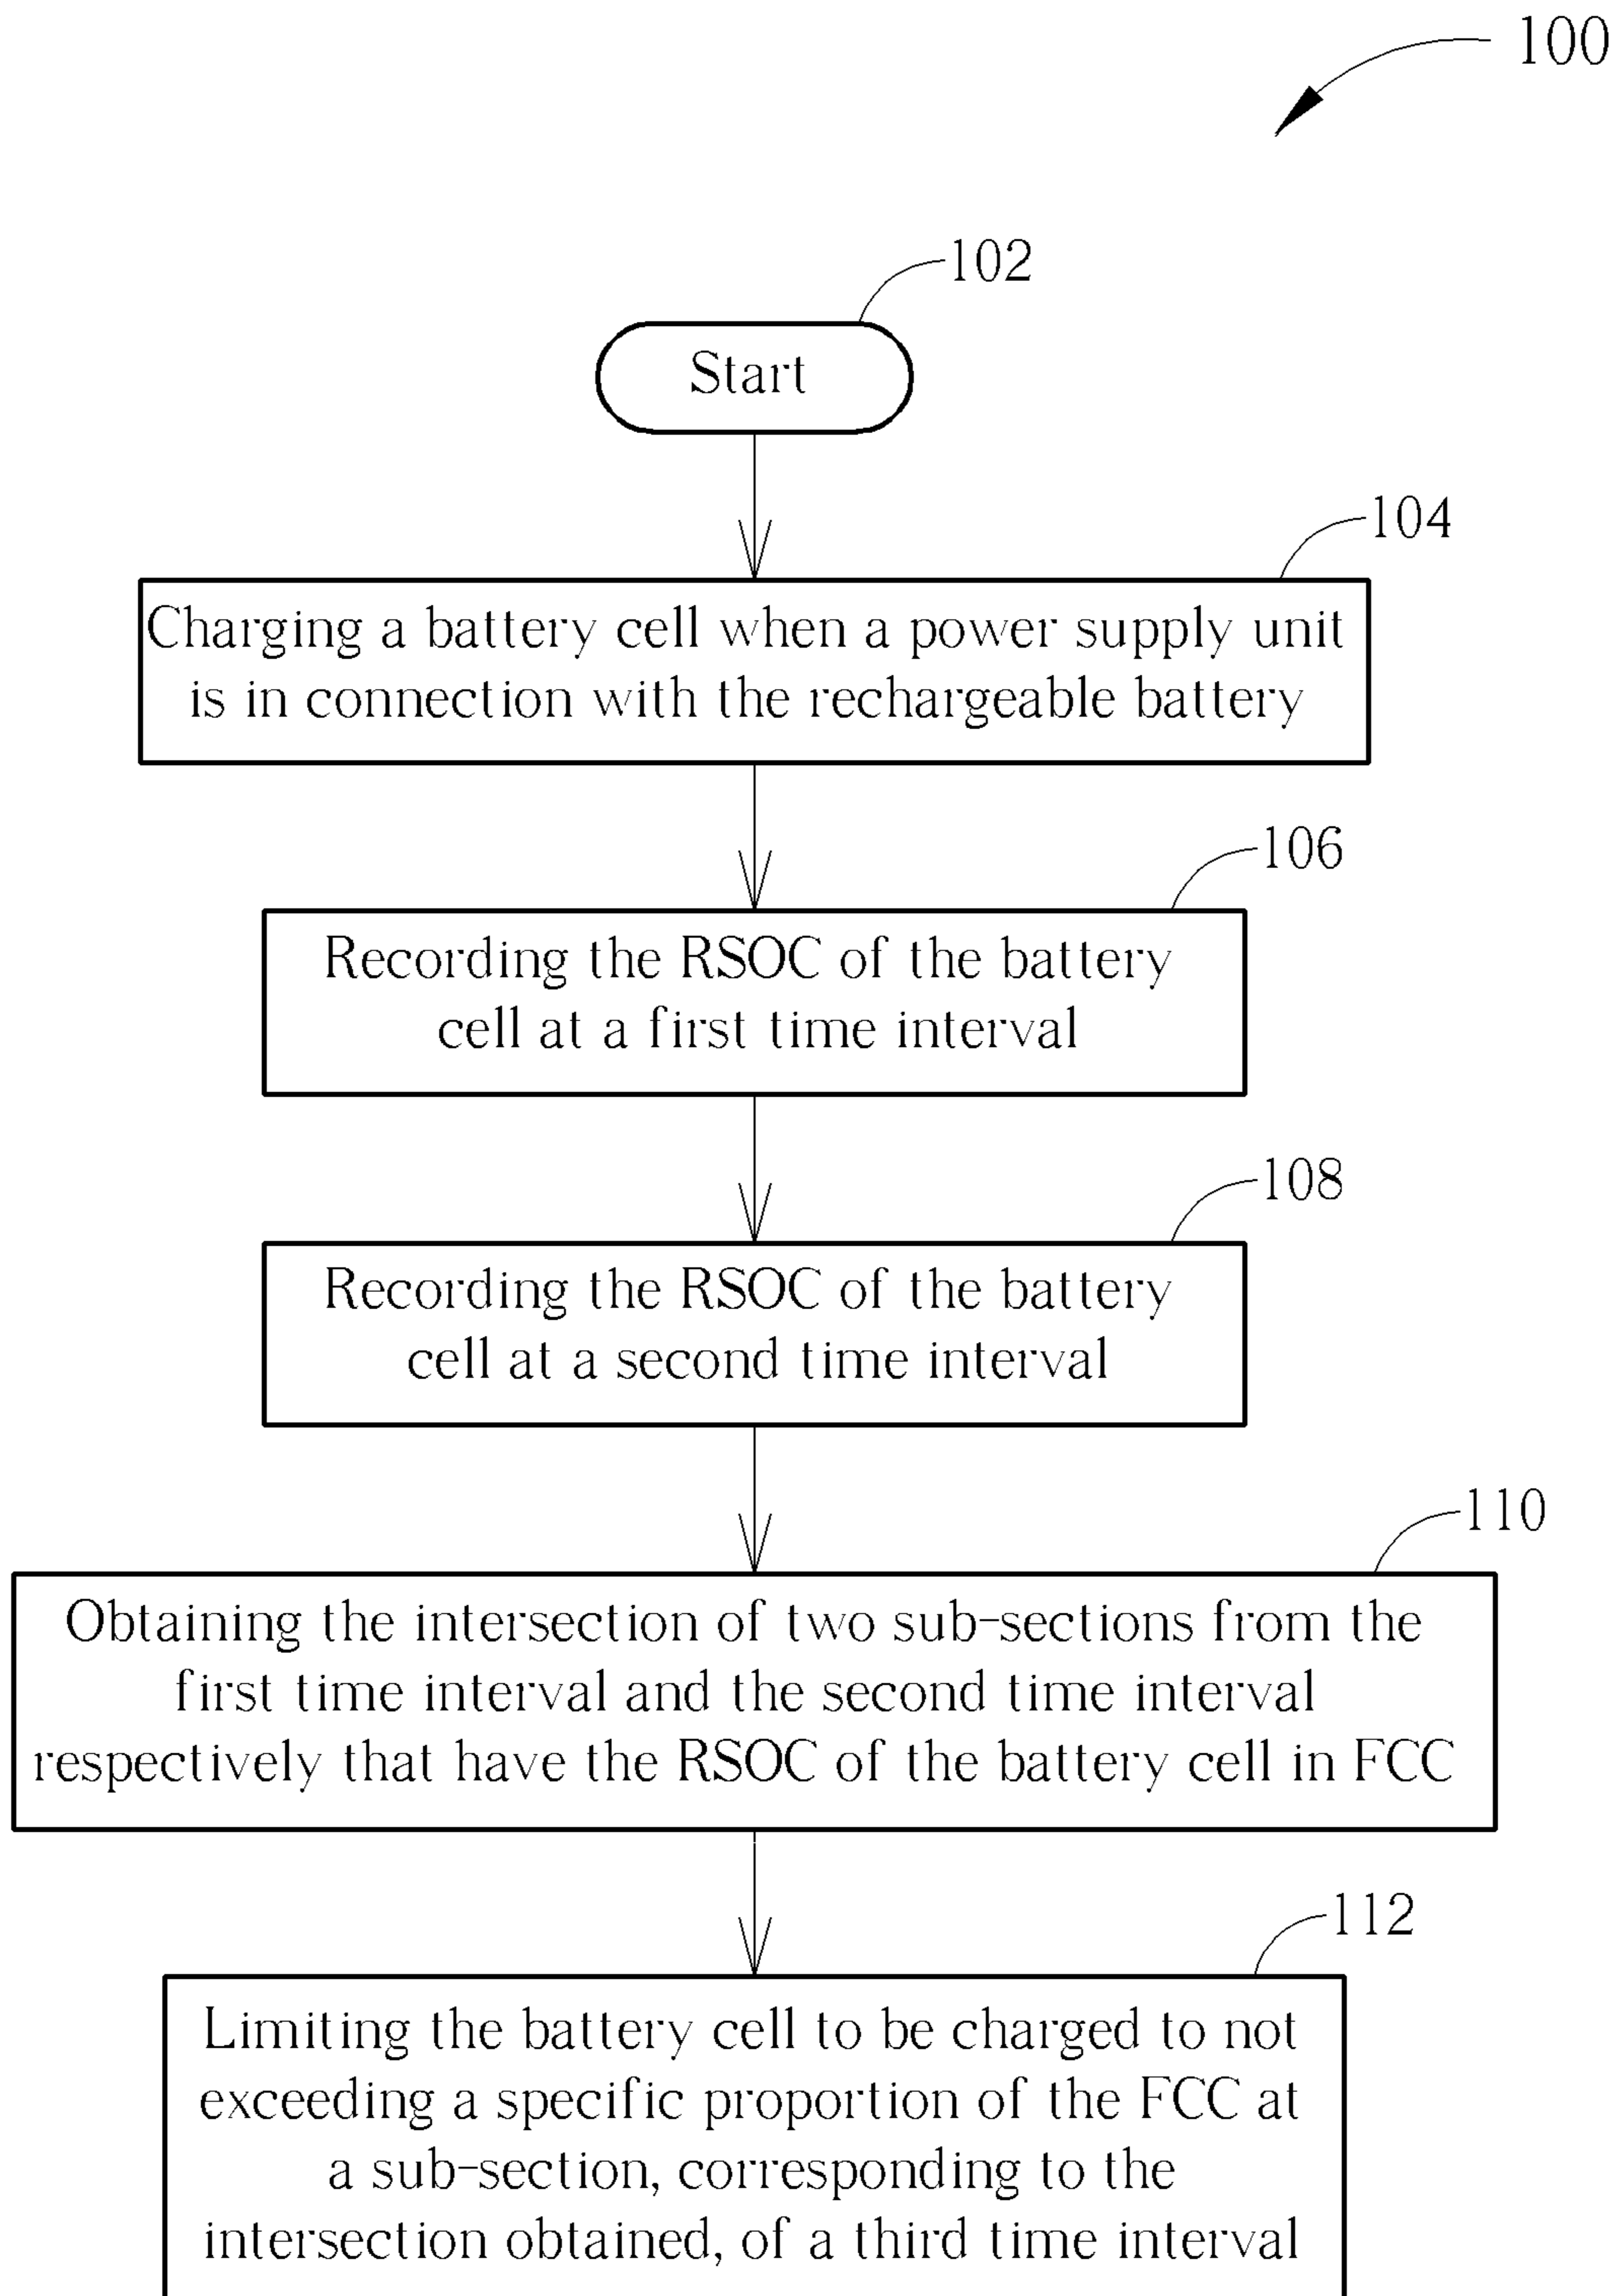 100
102
Start
104
Charging a battery cell when a power supply unit
is in connection with the rechargeable battery
106
Recording the RSOC of the battery
cell at a first time interval
108
Recording the RSOC of the battery
cell at a second time interval
110
Obtaining the intersection of two sub-sections from the
first time interval and the second time interval
respectively that have the RSOC of the battery cell in FCC
112
Limiting the battery cell to be charged to not
exceeding a specific proportion of the FCC at
a sub-section, corresponding to the
intersection obtained, of a third time interval